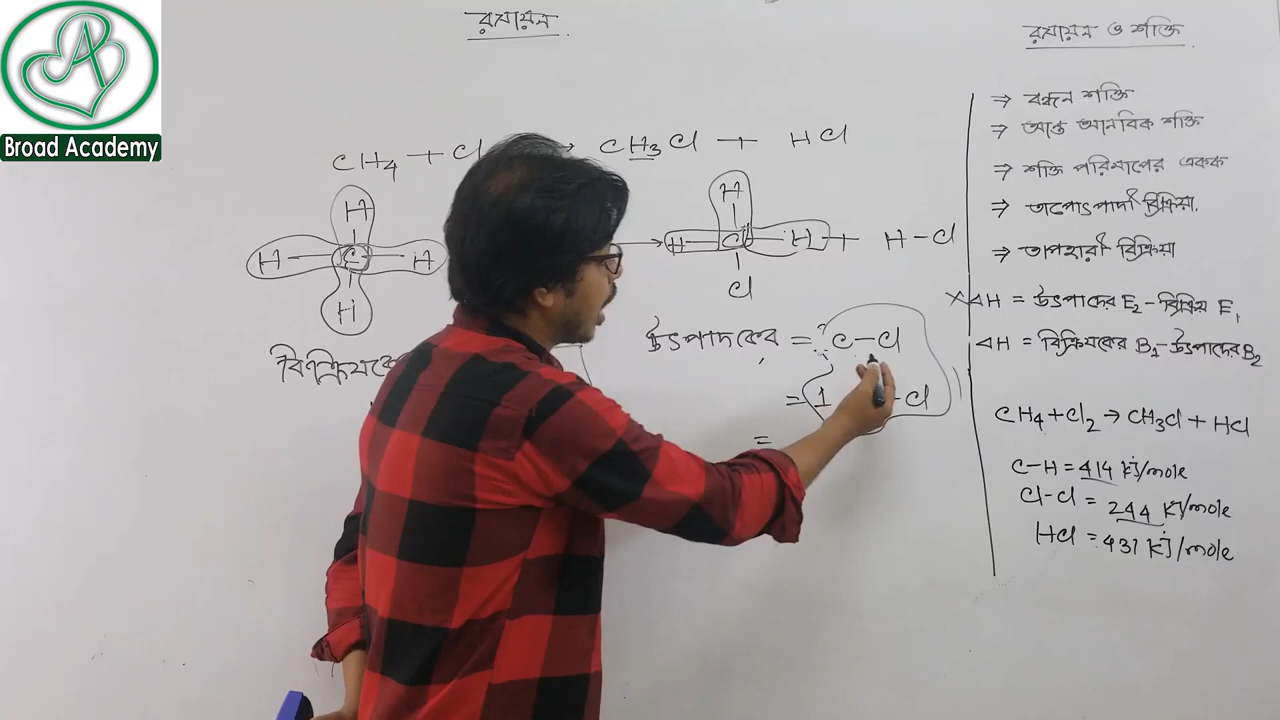 রসায়ন
Broad Academy
CH4 + Cl → CH3Cl + HCl
H
H — C — H
H
→
H
H — C — H + H-Cl
Cl
উৎপাদকের = C-Cl
= 1 -Cl
=
রসায়ন ও শক্তি
⇒ বন্ধন শক্তি
⇒ আন্ত আনবিক শক্তি
⇒ শক্তি পরিমাপের একক
⇒ তাপোৎপাদী বিক্রিয়া.
⇒ তাপহারী বিক্রিয়া
×ΔH = উৎপাদের E2 - বিক্রিয় E1
ΔH = বিক্রিয়কের B1 - উৎপাদের B2
CH4 + Cl2 → CH3Cl + HCl
C-H = 414 kJ/mole
Cl-Cl = 244 kJ/mole
HCl = 431 kJ/mole